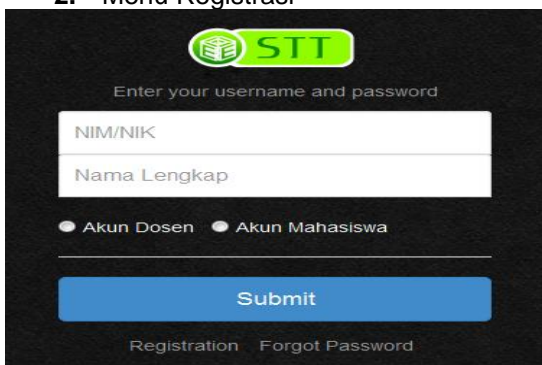 2. Menu Registrasi
STT
Enter your username and password
NIM/NIK
Nama Lengkap
Akun Dosen Akun Mahasiswa
Submit
Registration Forgot Password